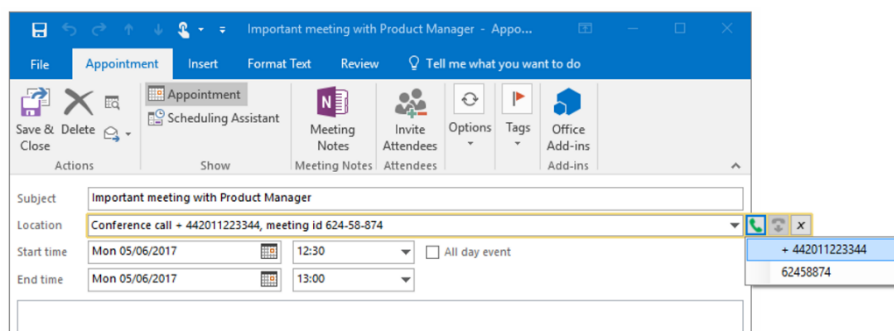 Important meeting with Product Manager - Appo...
File Appointment Insert Format Text Review Tell me what you want to do
Save & Close
Delete
Appointment
Scheduling Assistant
Meeting Notes
Invite Attendees
Options
Tags
Office Add-ins
Actions Show Meeting Notes Attendees Add-ins
Subject Important meeting with Product Manager
Location Conference call + 442011223344, meeting id 624-58-874 x
+ 442011223344
Start time Mon 05/06/2017 12:30 All day event
62458874
End time Mon 05/06/2017 13:00